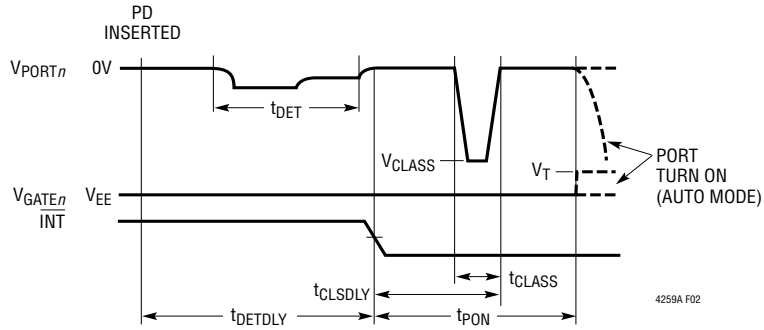 PD
INSERTED
VPORTn 0V
tDET
VCLASS
VT
PORT
TURN ON
(AUTO MODE)
VGATEn VEE
INT
tCLSDLY
tCLASS
tDETDLY
tPON
4259A F02